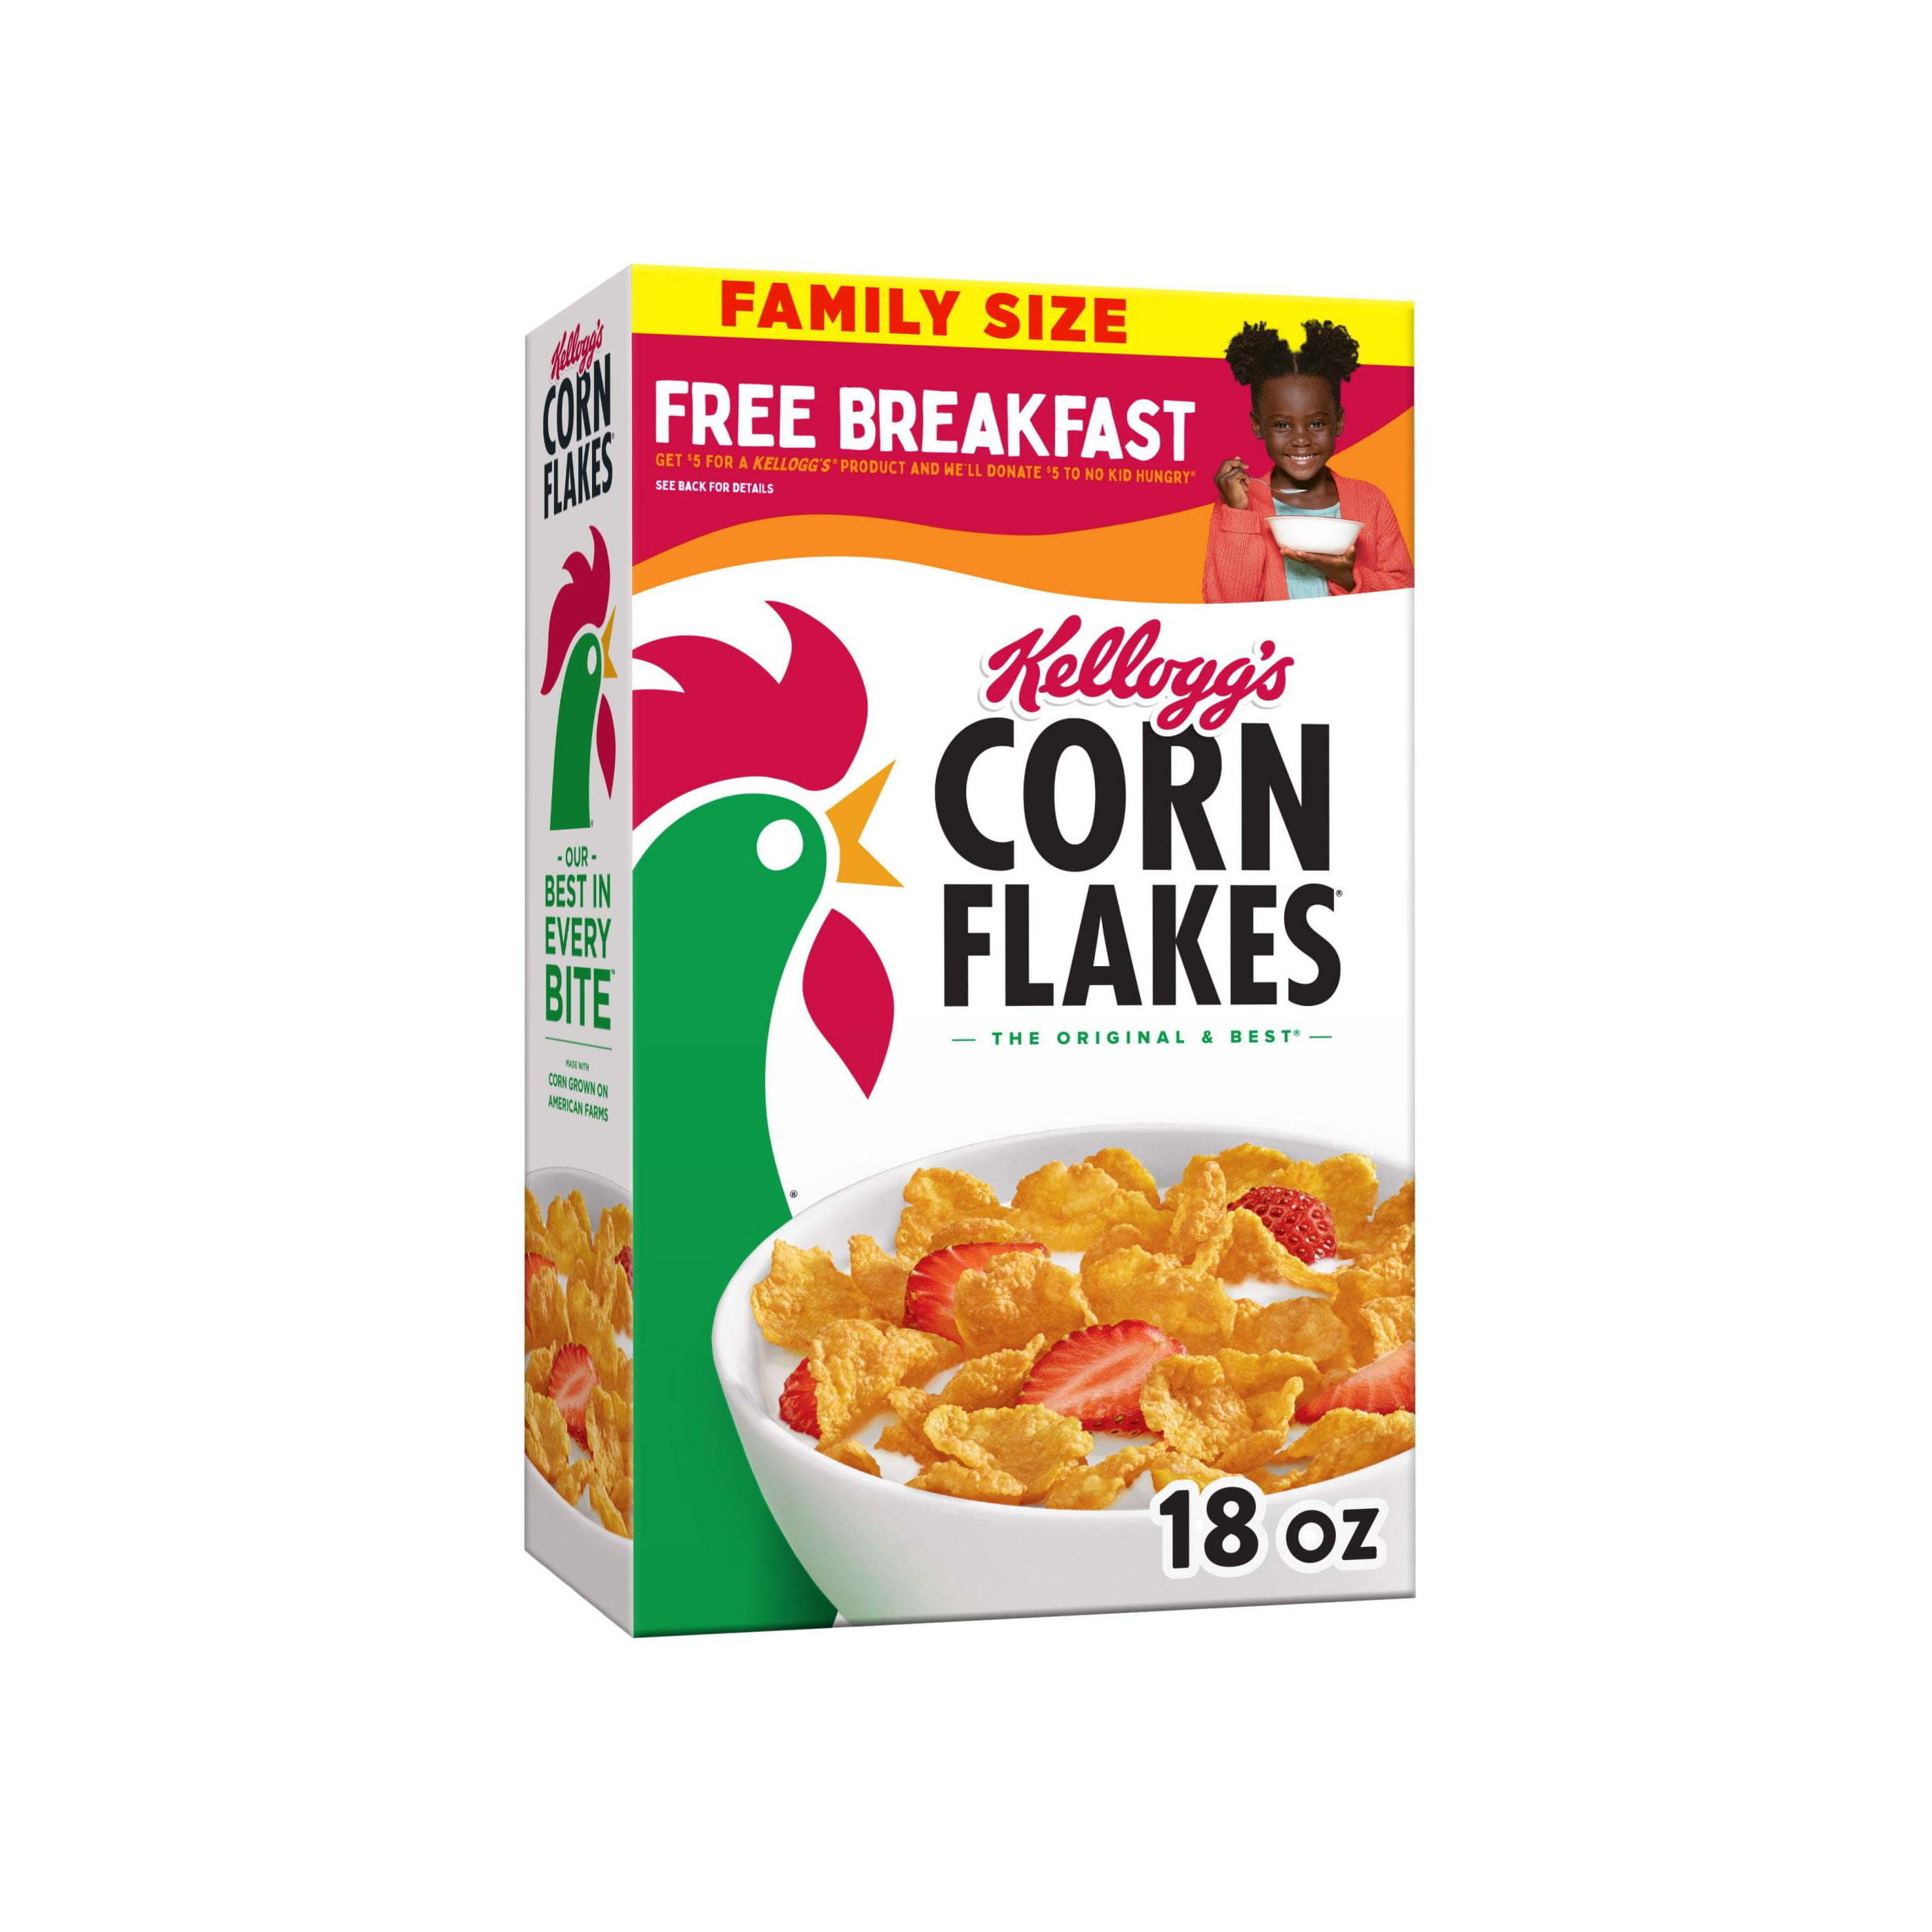 Kellogg's
CORN
FLAKES
- OUR -
BEST IN
EVERY
BITE™
MADE WITH
CORN GROWN ON
AMERICAN FARMS
FAMILY SIZE
FREE BREAKFAST
GET $5 FOR A KELLOGG'S® PRODUCT AND WE'LL DONATE $5 TO NO KID HUNGRY®
SEE BACK FOR DETAILS
Kellogg's
CORN
FLAKES®
— THE ORIGINAL & BEST® —
®
18 oz